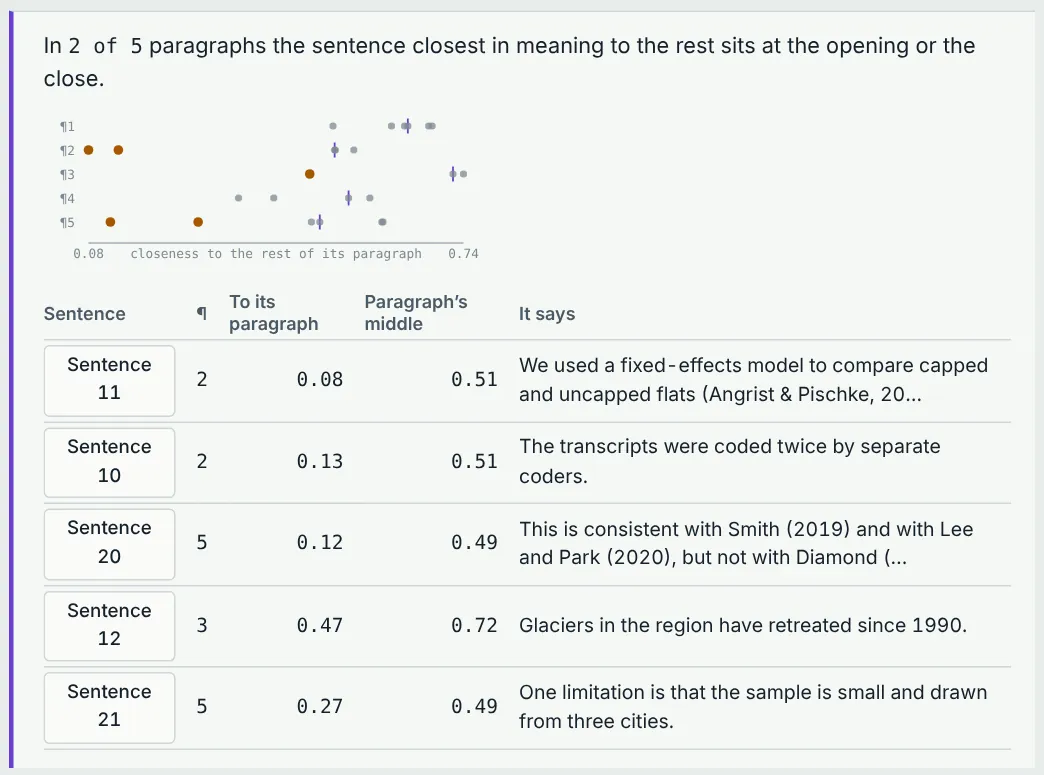 In 2 of 5 paragraphs the sentence closest in meaning to the rest sits at the opening or the
close.
¶1
¶2
¶3
¶4
¶5
0.08 closeness to the rest of its paragraph 0.74
Sentence ¶ To its paragraph Paragraph’s middle It says
Sentence 11 2 0.08 0.51 We used a fixed-effects model to compare capped
and uncapped flats (Angrist & Pischke, 20…
Sentence 10 2 0.13 0.51 The transcripts were coded twice by separate
coders.
Sentence 20 5 0.12 0.49 This is consistent with Smith (2019) and with Lee
and Park (2020), but not with Diamond (…
Sentence 12 3 0.47 0.72 Glaciers in the region have retreated since 1990.
Sentence 21 5 0.27 0.49 One limitation is that the sample is small and drawn
from three cities.